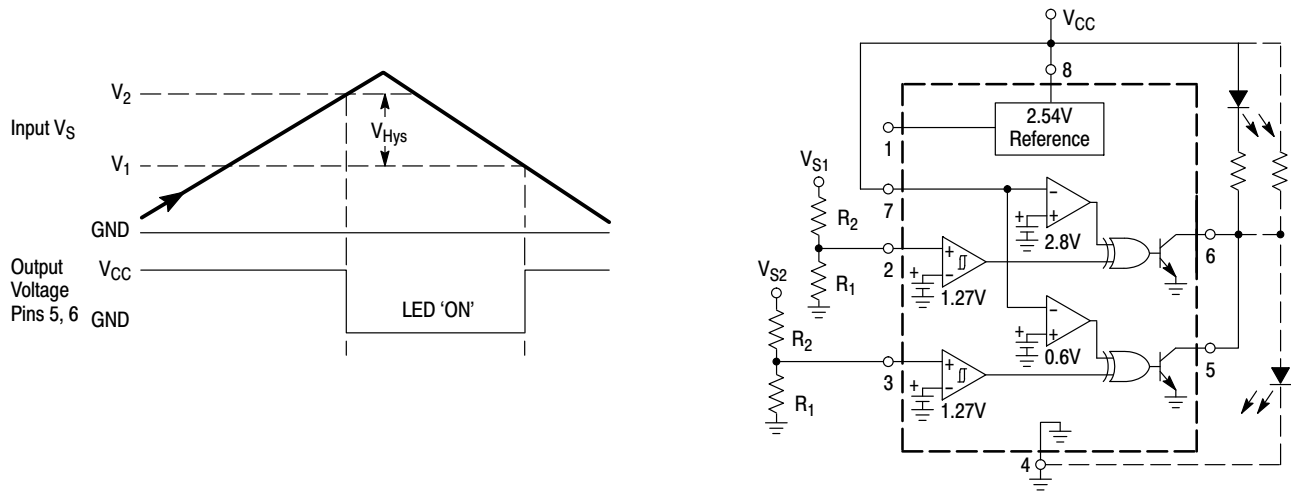 V2
Input VS
VHys
V1
GND
Output
Voltage
Pins 5, 6
VCC
GND
LED 'ON'
VCC
8
2.54V
Reference
1
VS1
7
R2
2.8V
6
2
R1
1.27V
VS2
R2
0.6V
5
3
R1
1.27V
4